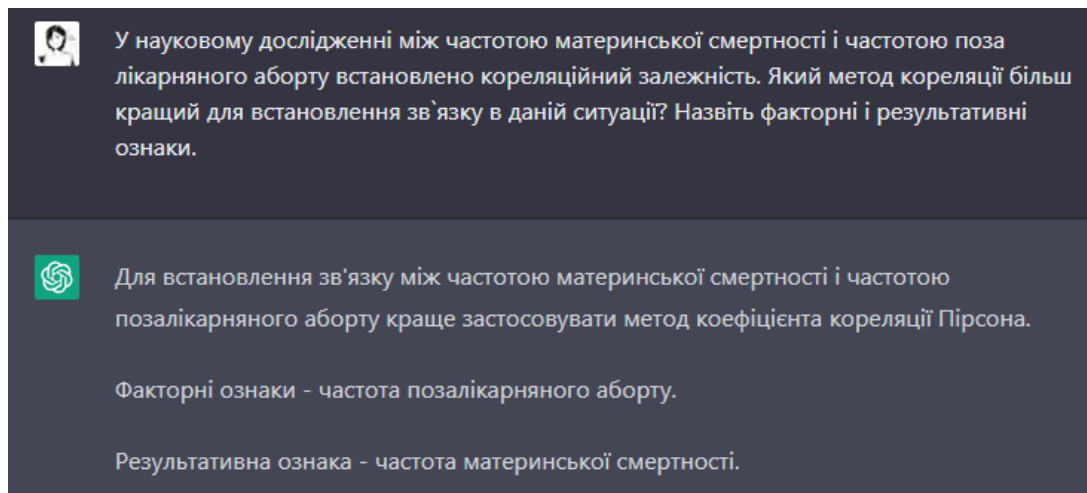 У науковому дослідженні між частотою материнської смертності і частотою поза
лікарняного аборту встановлено кореляційний залежність. Який метод кореляції більш
кращий для встановлення зв`язку в даній ситуації? Назвіть факторні і результативні
ознаки.
Для встановлення зв'язку між частотою материнської смертності і частотою
позалікарняного аборту краще застосовувати метод коефіцієнта кореляції Пірсона.
Факторні ознаки - частота позалікарняного аборту.
Результативна ознака - частота материнської смертності.